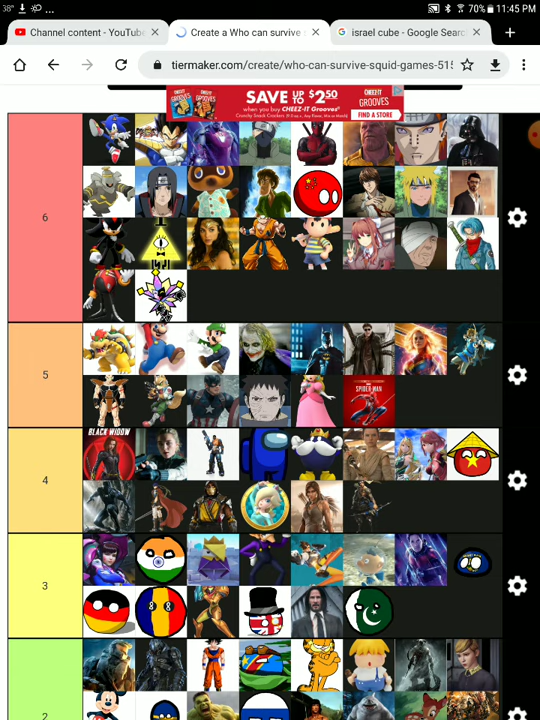 38° 70% 11:45 PM
Channel content - YouTube Create a Who can survive s israel cube - Google Searc
tiermaker.com/create/who-can-survive-squid-games-515
SAVE UP TO $2.50
when you buy CHEEZ-IT Grooves®
GROOVES
FIND A STORE
6
5
SPIDER-MAN
4
BLACK WIDOW
3
2